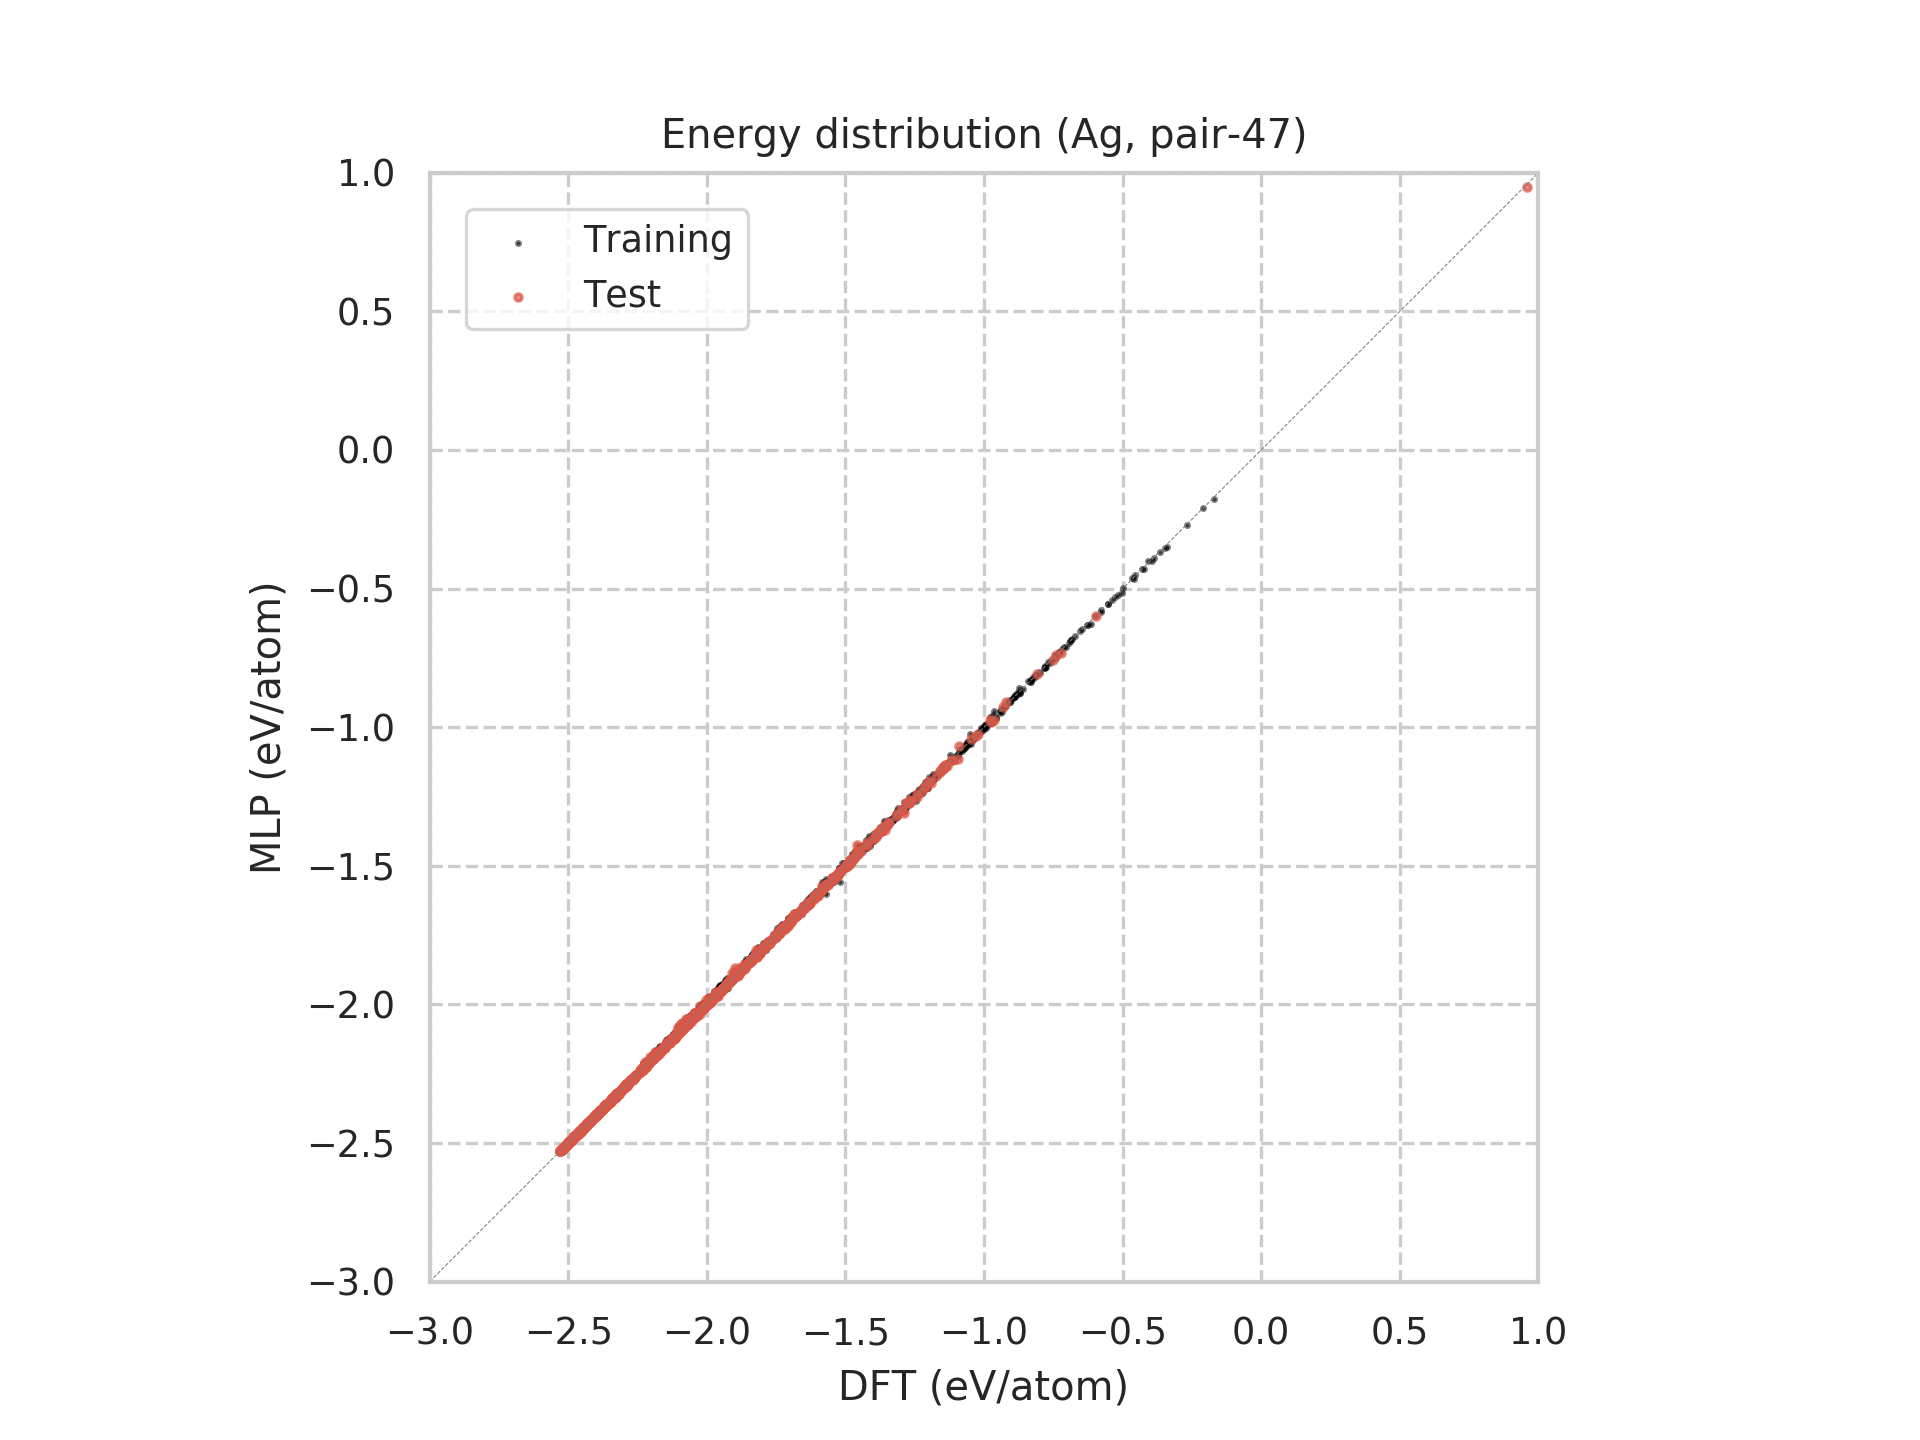 Energy distribution (Ag, pair-47)
1.0
0.5
0.0
−0.5
−1.0
−1.5
−2.0
−2.5
−3.0
MLP (eV/atom)
Training
Test
−3.0 −2.5 −2.0 −1.5 −1.0 −0.5 0.0 0.5 1.0
DFT (eV/atom)